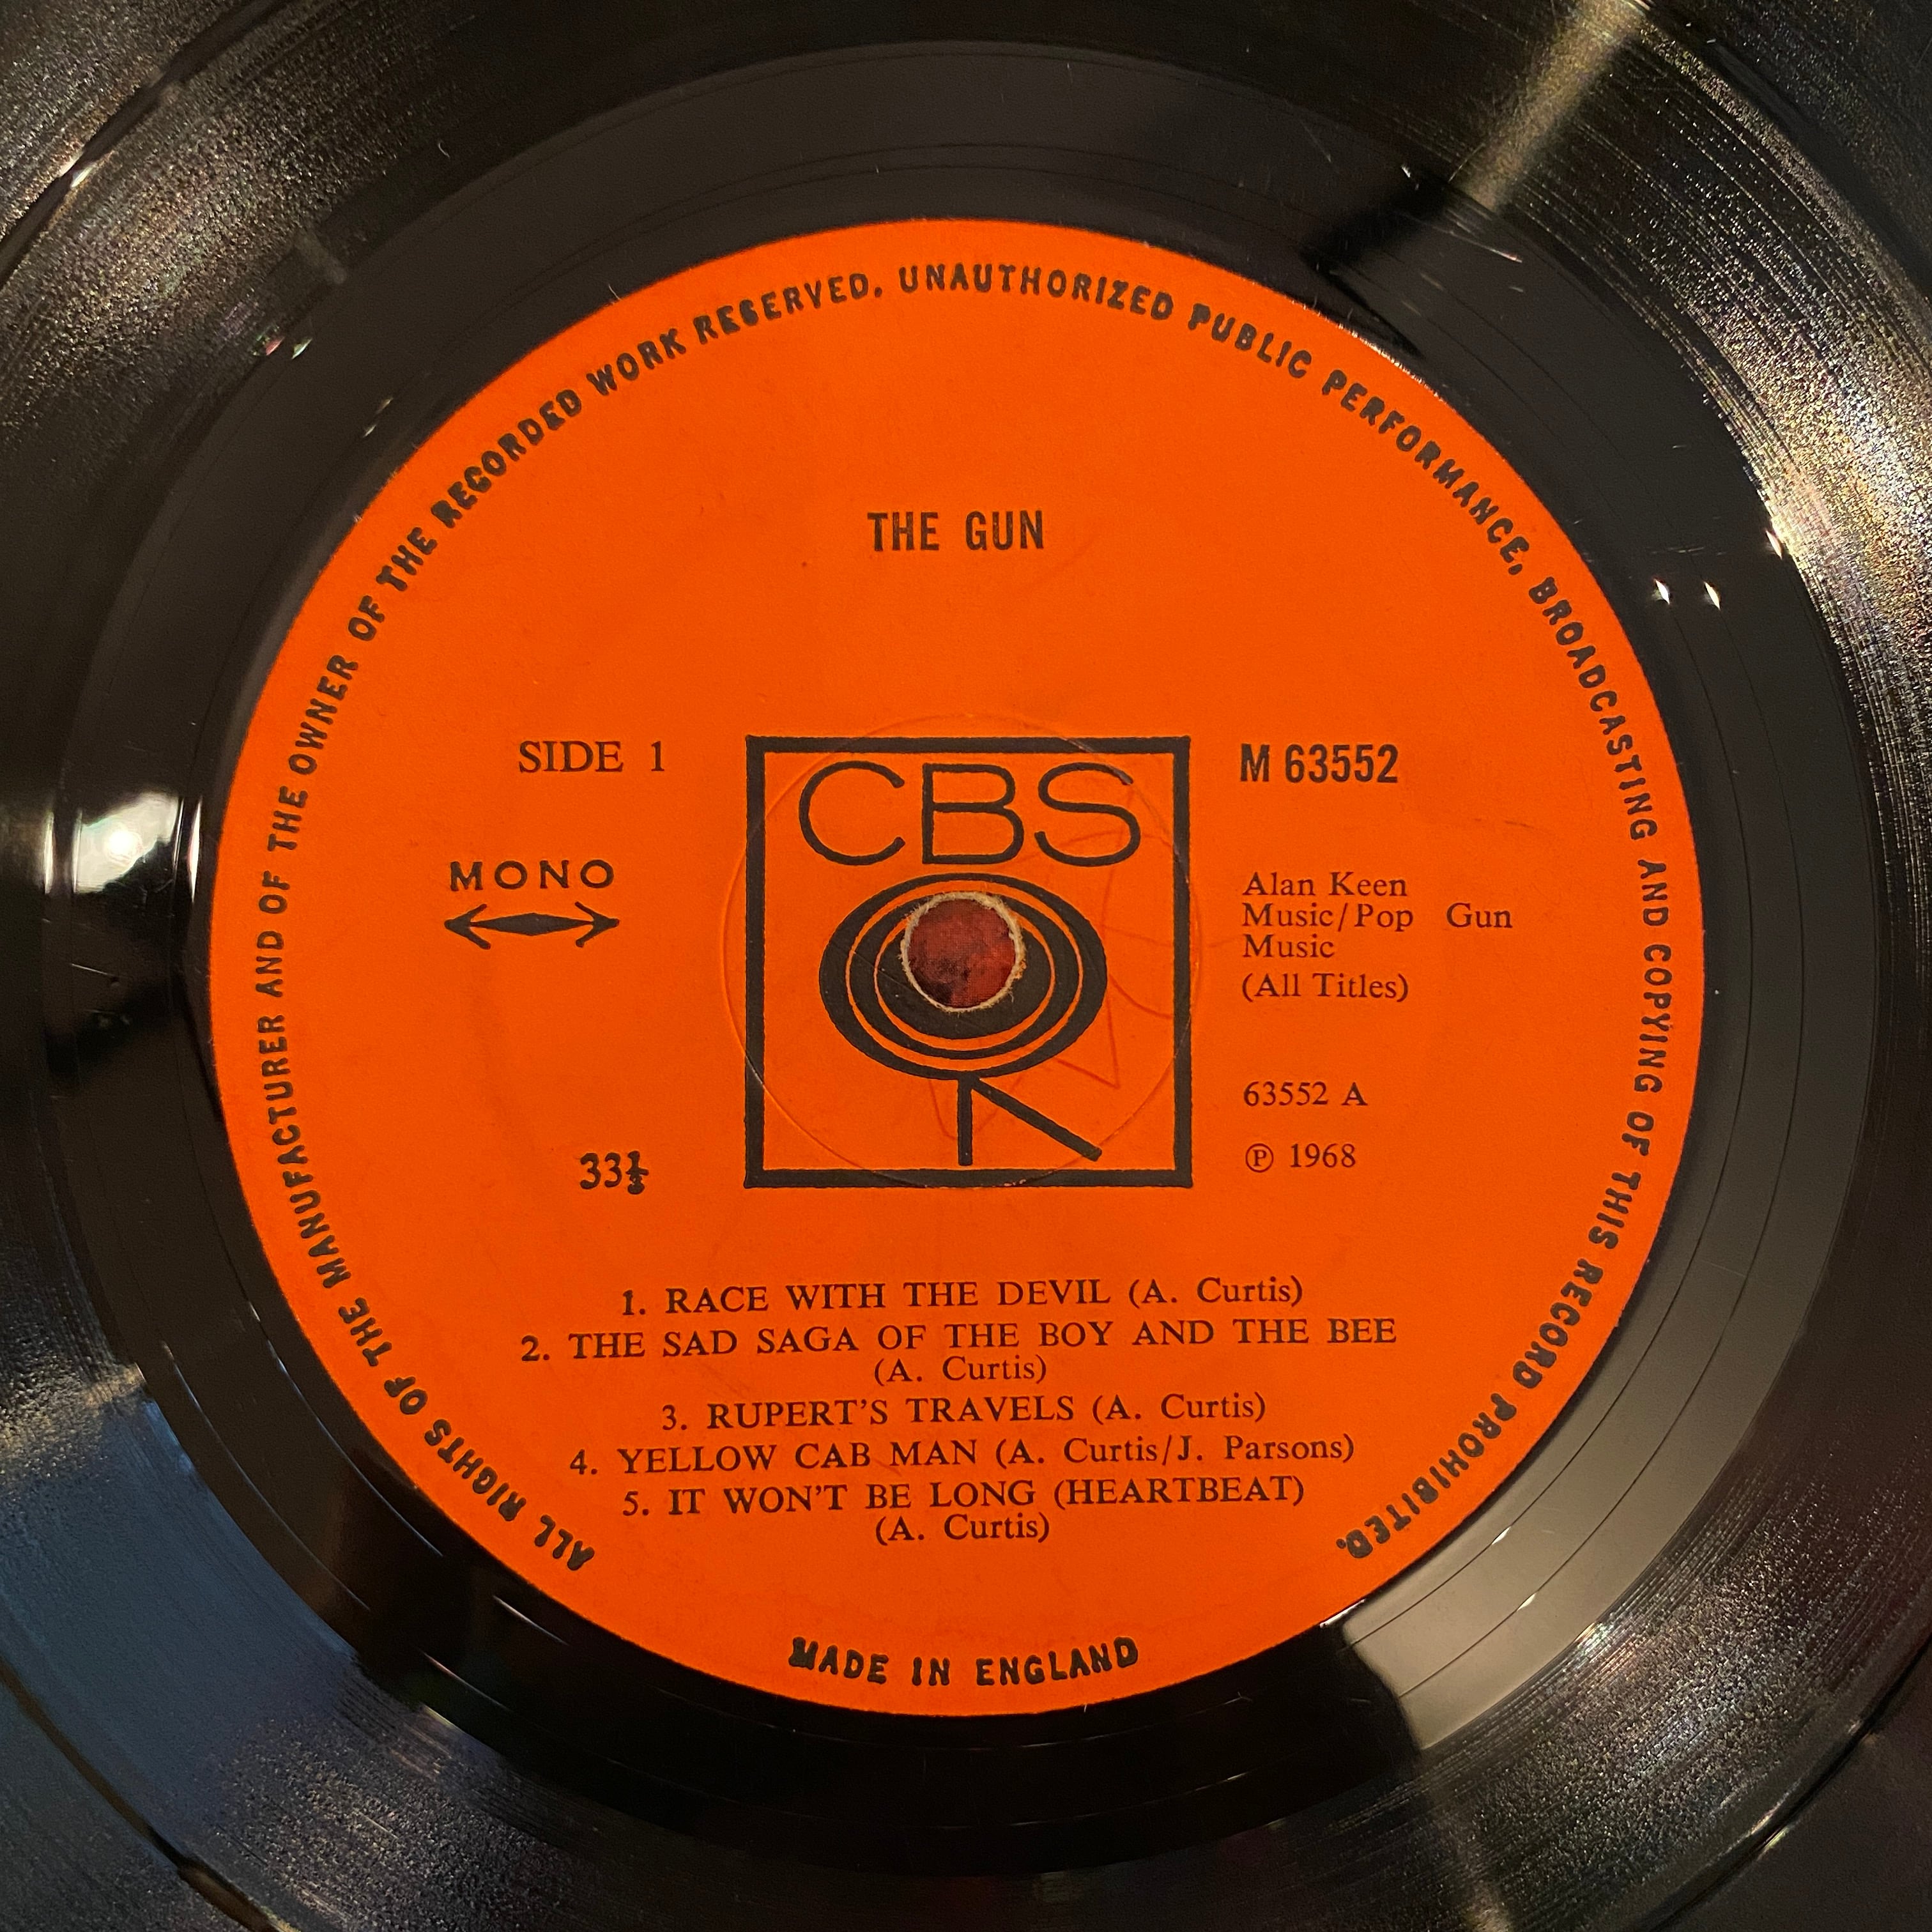 ALL RIGHTS OF THE MANUFACTURER AND OF THE OWNER OF THE RECORDED WORK RESERVED. UNAUTHORIZED PUBLIC PERFORMANCE, BROADCASTING AND COPYING OF THIS RECORD PROHIBITED.
THE GUN
SIDE 1
MONO
33⅓
CBS
M 63552
Alan Keen
Music/Pop Gun
Music
(All Titles)
63552 A
℗ 1968
1. RACE WITH THE DEVIL (A. Curtis)
2. THE SAD SAGA OF THE BOY AND THE BEE
(A. Curtis)
3. RUPERT'S TRAVELS (A. Curtis)
4. YELLOW CAB MAN (A. Curtis/J. Parsons)
5. IT WON'T BE LONG (HEARTBEAT)
(A. Curtis)
MADE IN ENGLAND